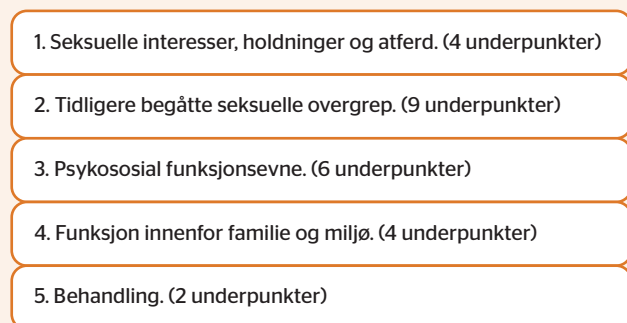 1. Seksuelle interesser, holdninger og atferd. (4 underpunkter)
2. Tidligere begåtte seksuelle overgrep. (9 underpunkter)
3. Psykososial funksjonsevne. (6 underpunkter)
4. Funksjon innenfor familie og miljø. (4 underpunkter)
5. Behandling. (2 underpunkter)